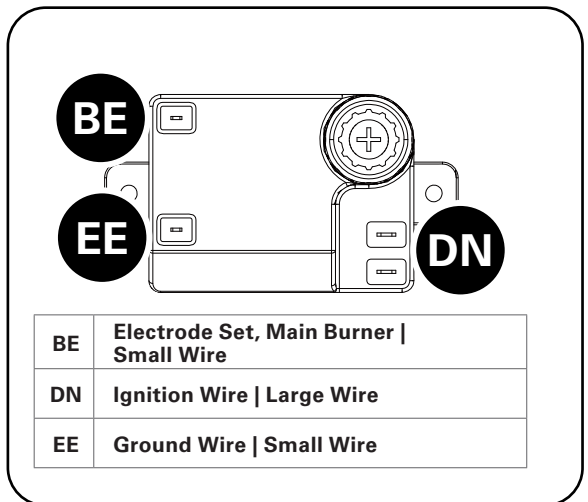 BE
EE
DN
BE Electrode Set, Main Burner |
Small Wire
DN Ignition Wire | Large Wire
EE Ground Wire | Small Wire